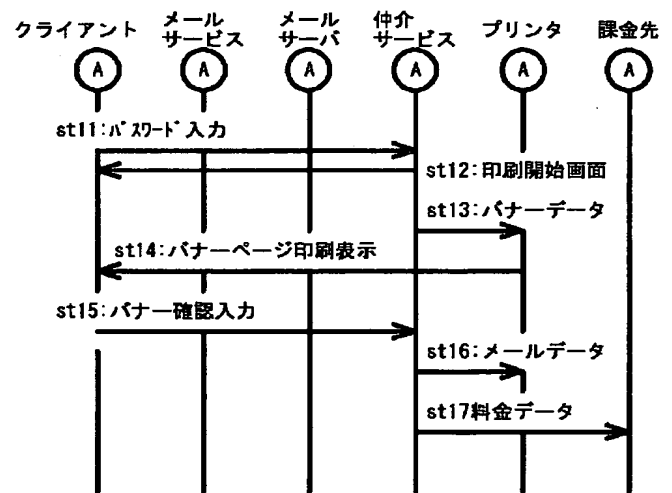 クライアント
メール
サービス
メール
サーバ
仲介
サービス
プリンタ
課金先
A
A
A
A
A
A
st11:パスワード入力
st12:印刷開始画面
st13:バナーデータ
st14:バナーページ印刷表示
st15:バナー確認入力
st16:メールデータ
st17料金データ